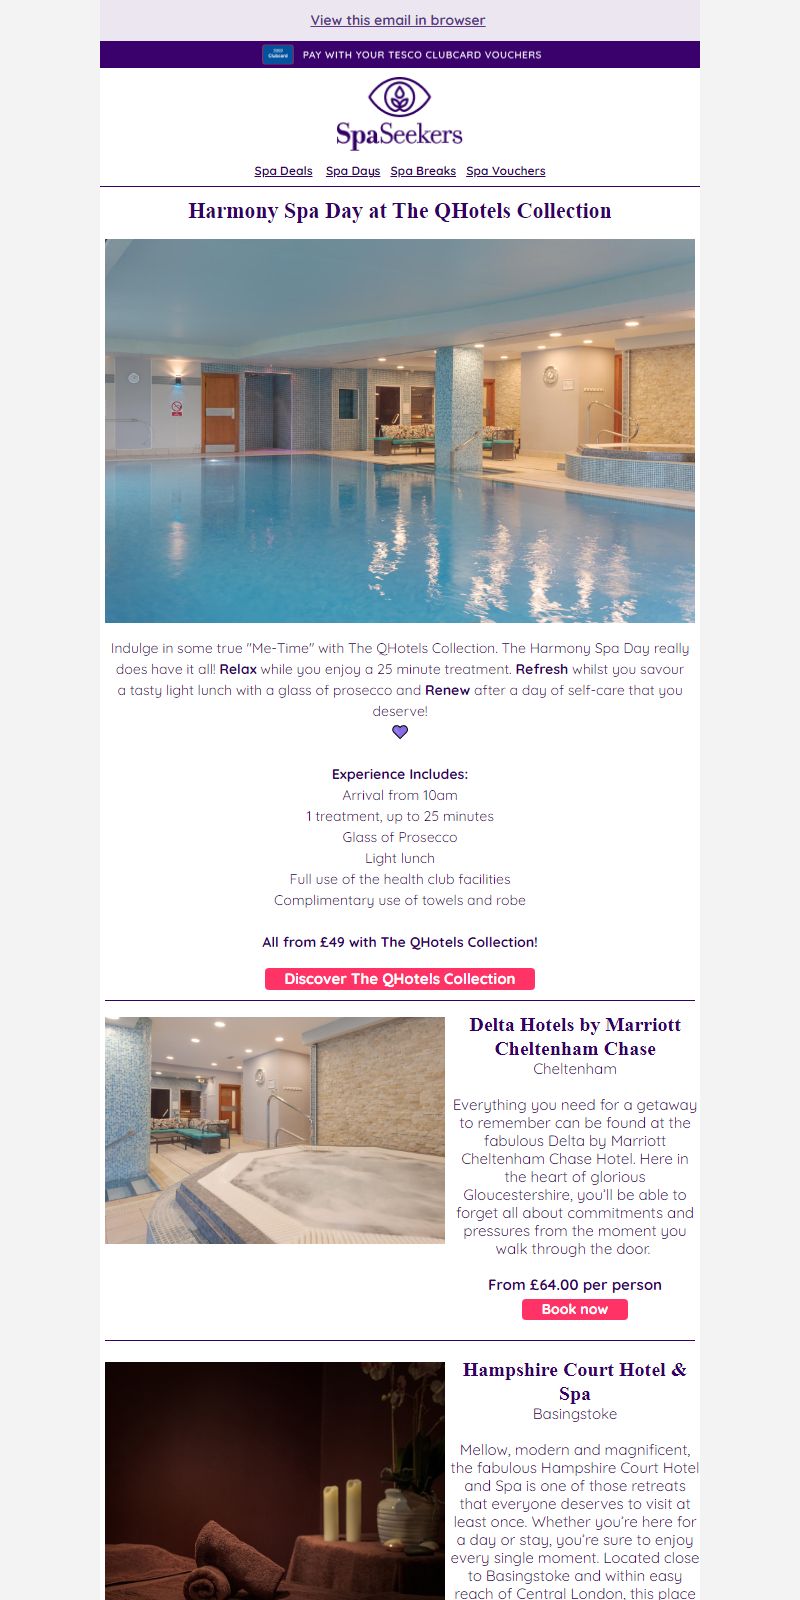 View this email in browser
Clubcard
PAY WITH YOUR TESCO CLUBCARD VOUCHERS
SpaSeekers
Spa Deals Spa Days Spa Breaks Spa Vouchers
Harmony Spa Day at The QHotels Collection
Indulge in some true "Me-Time" with The QHotels Collection. The Harmony Spa Day really
does have it all! Relax while you enjoy a 25 minute treatment. Refresh whilst you savour
a tasty light lunch with a glass of prosecco and Renew after a day of self-care that you
deserve!
💜
Experience Includes:
Arrival from 10am
1 treatment, up to 25 minutes
Glass of Prosecco
Light lunch
Full use of the health club facilities
Complimentary use of towels and robe
All from £49 with The QHotels Collection!
Discover The QHotels Collection
Delta Hotels by Marriott
Cheltenham Chase
Cheltenham
Everything you need for a getaway
to remember can be found at the
fabulous Delta by Marriott
Cheltenham Chase Hotel. Here in
the heart of glorious
Gloucestershire, you'll be able to
forget all about commitments and
pressures from the moment you
walk through the door.
From £64.00 per person
Book now
Hampshire Court Hotel &
Spa
Basingstoke
Mellow, modern and magnificent,
the fabulous Hampshire Court Hotel
and Spa is one of those retreats
that everyone deserves to visit at
least once. Whether you're here for
a day or stay, you're sure to enjoy
every single moment. Located close
to Basingstoke and within easy
reach of Central London, this place